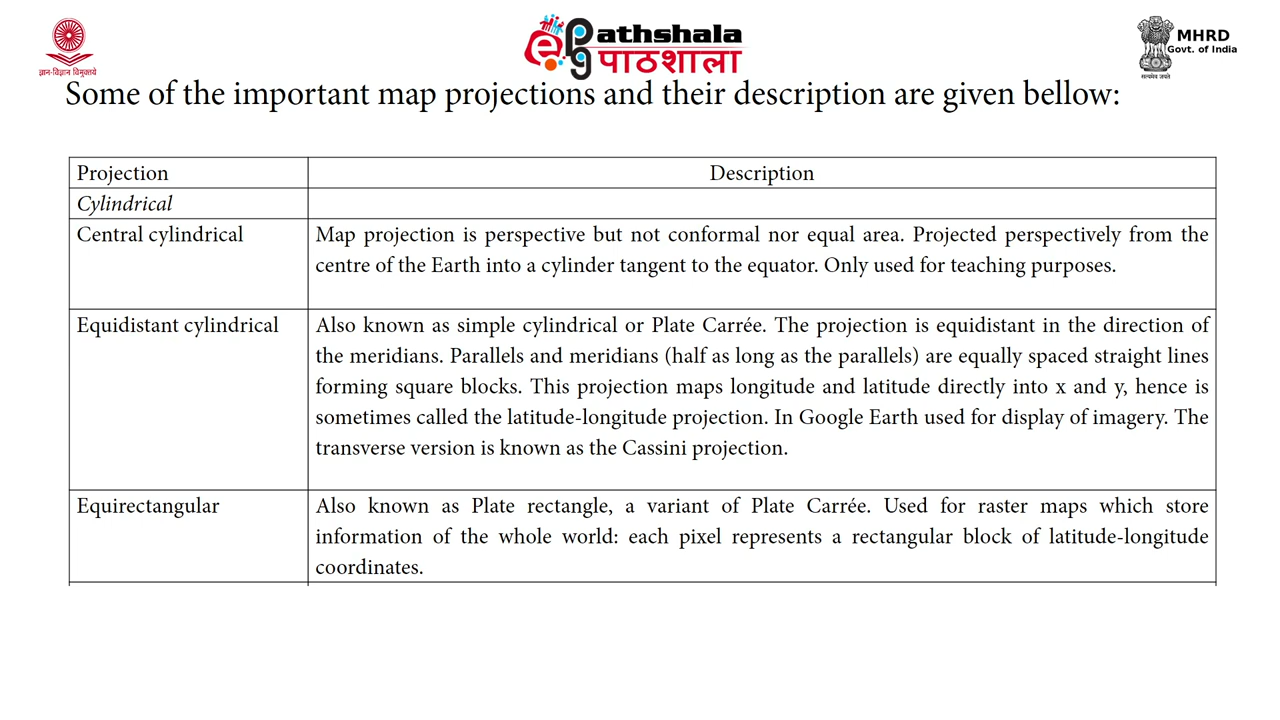 ज्ञान-विज्ञान विमुक्तये
e Pg athshala
पाठशाला
MHRD
Govt. of India
सत्यमेव जयते
Some of the important map projections and their description are given bellow:
Projection Description
Cylindrical
Central cylindrical Map projection is perspective but not conformal nor equal area. Projected perspectively from the
centre of the Earth into a cylinder tangent to the equator. Only used for teaching purposes.
Equidistant cylindrical Also known as simple cylindrical or Plate Carrée. The projection is equidistant in the direction of
the meridians. Parallels and meridians (half as long as the parallels) are equally spaced straight lines
forming square blocks. This projection maps longitude and latitude directly into x and y, hence is
sometimes called the latitude-longitude projection. In Google Earth used for display of imagery. The
transverse version is known as the Cassini projection.
Equirectangular Also known as Plate rectangle, a variant of Plate Carrée. Used for raster maps which store
information of the whole world: each pixel represents a rectangular block of latitude-longitude
coordinates.